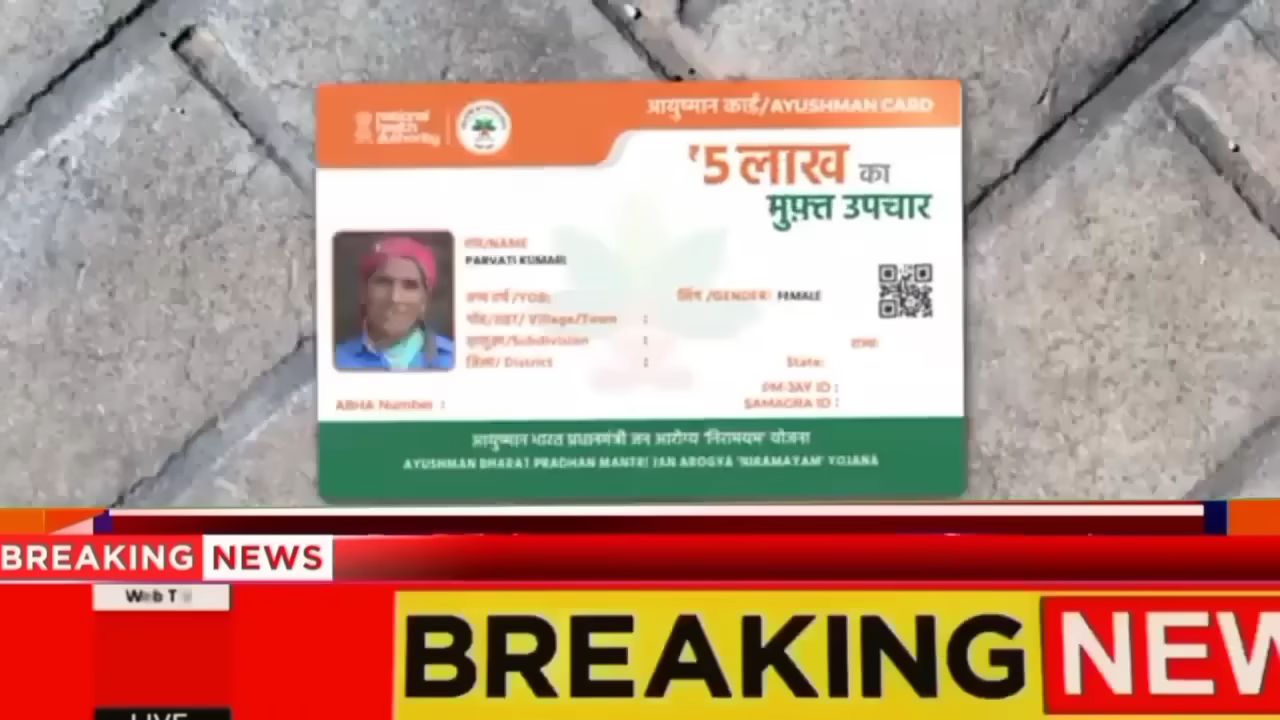 national
health
authority
आयुष्मान कार्ड/AYUSHMAN CARD
₹5 लाख का
मुफ़्त उपचार
नाम/NAME
PARVATI KUMARI
जन्म वर्ष /YOB:
लिंग /GENDER: FEMALE
गाँव/शहर/ Village/Town :
/Subdivision :
राज्य
जिला/ District :
State:
PM-JAY ID :
ABHA Number :
SAMAGRA ID :
आयुष्मान भारत प्रधानमंत्री जन आरोग्य 'निरामयम' योजना
AYUSHMAN BHARAT PRADHAN MANTRI JAN AROGYA 'NIRAMAYAM' YOJANA
BREAKING NEWS
Web T
BREAKING NEW
LIVE